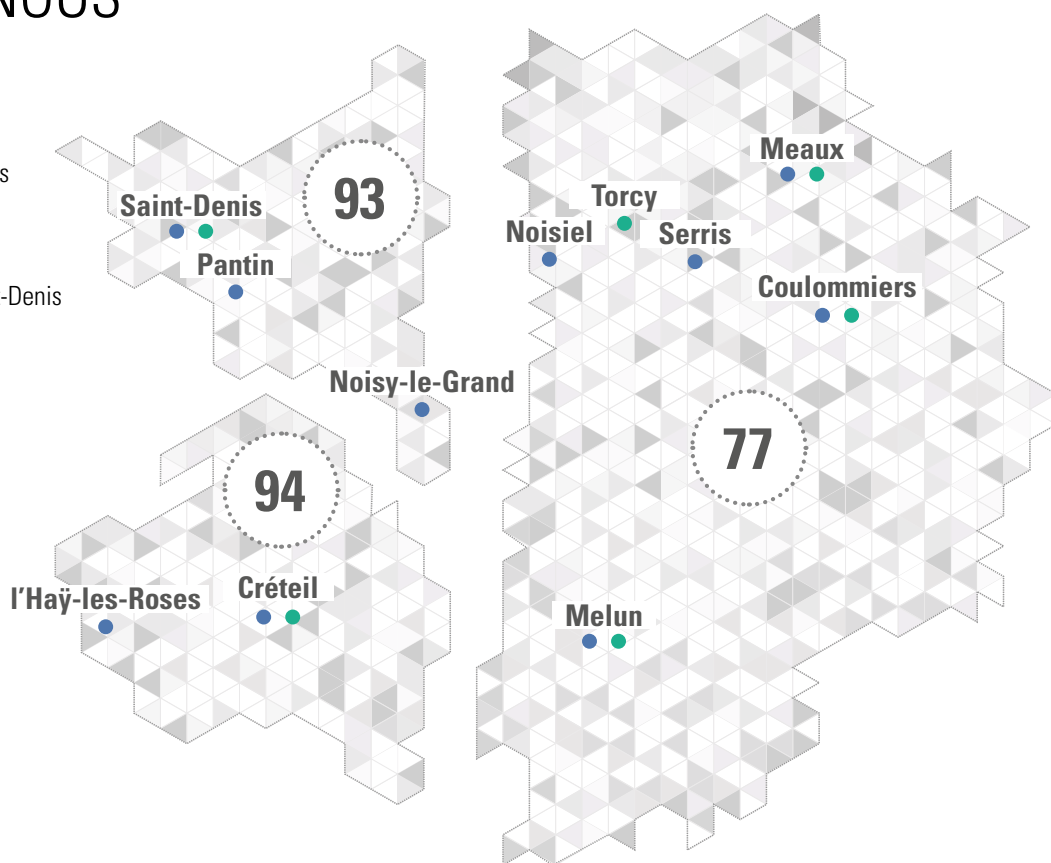 NOUS
s
-Denis
93
Saint-Denis
Pantin
Noisy-le-Grand
94
l'Haÿ-les-Roses
Créteil
Meaux
Torcy
Noisiel
Serris
Coulommiers
77
Melun